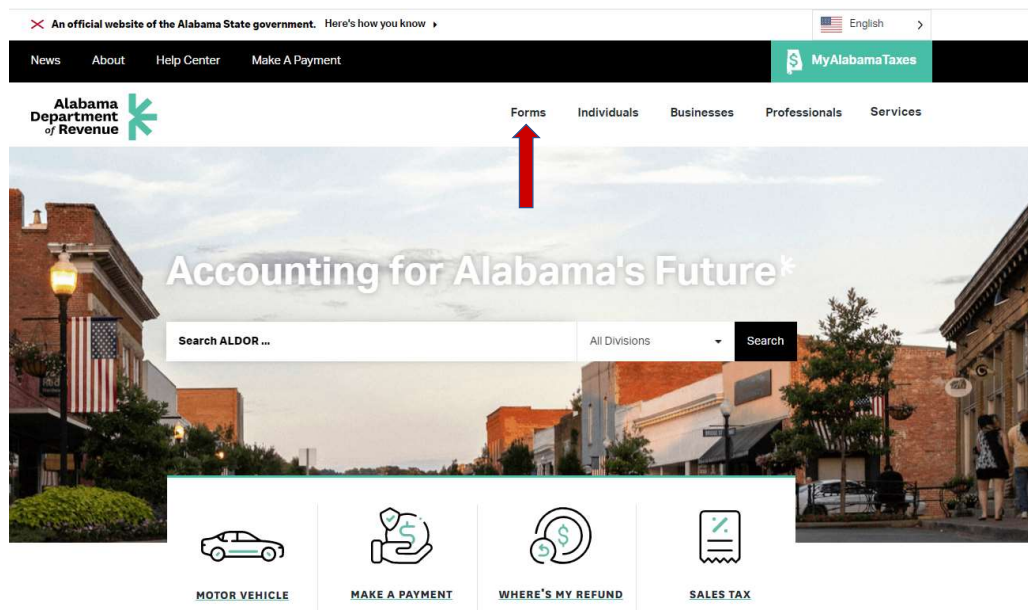 An official website of the Alabama State government. Here's how you know
English
News About Help Center Make A Payment
MyAlabamaTaxes
Alabama
Department
of Revenue
Forms Individuals Businesses Professionals Services
Accounting for Alabama's Future
Search ALDOR ...
All Divisions
Search
MOTOR VEHICLE
MAKE A PAYMENT
WHERE'S MY REFUND
SALES TAX